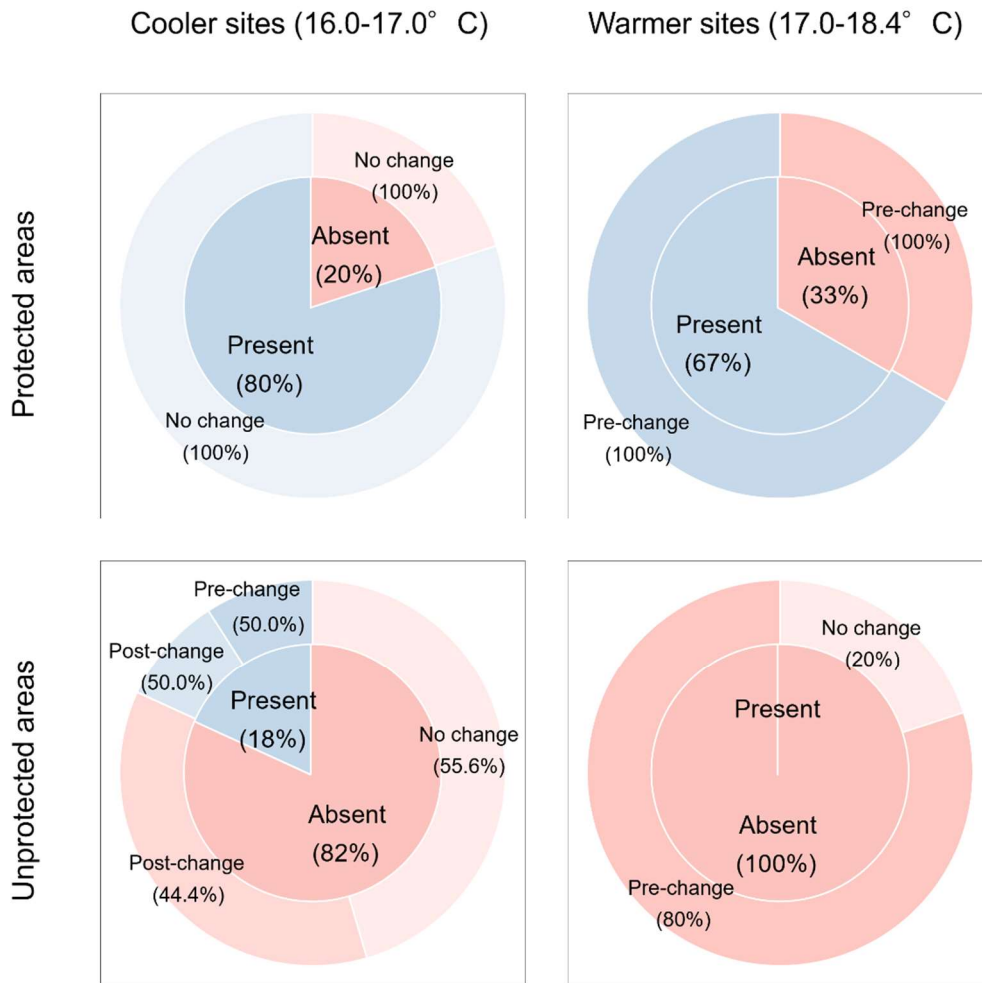 Cooler sites (16.0-17.0° C)
Warmer sites (17.0-18.4° C)
Protected areas
No change
(100%)
Absent
(20%)
Present
(80%)
No change
(100%)
Pre-change
(100%)
Absent
(33%)
Present
(67%)
Pre-change
(100%)
Unprotected areas
Pre-change
(50.0%)
Post-change
(50.0%)
Present
(18%)
No change
(55.6%)
Absent
(82%)
Post-change
(44.4%)
No change
(20%)
Present
Absent
(100%)
Pre-change
(80%)